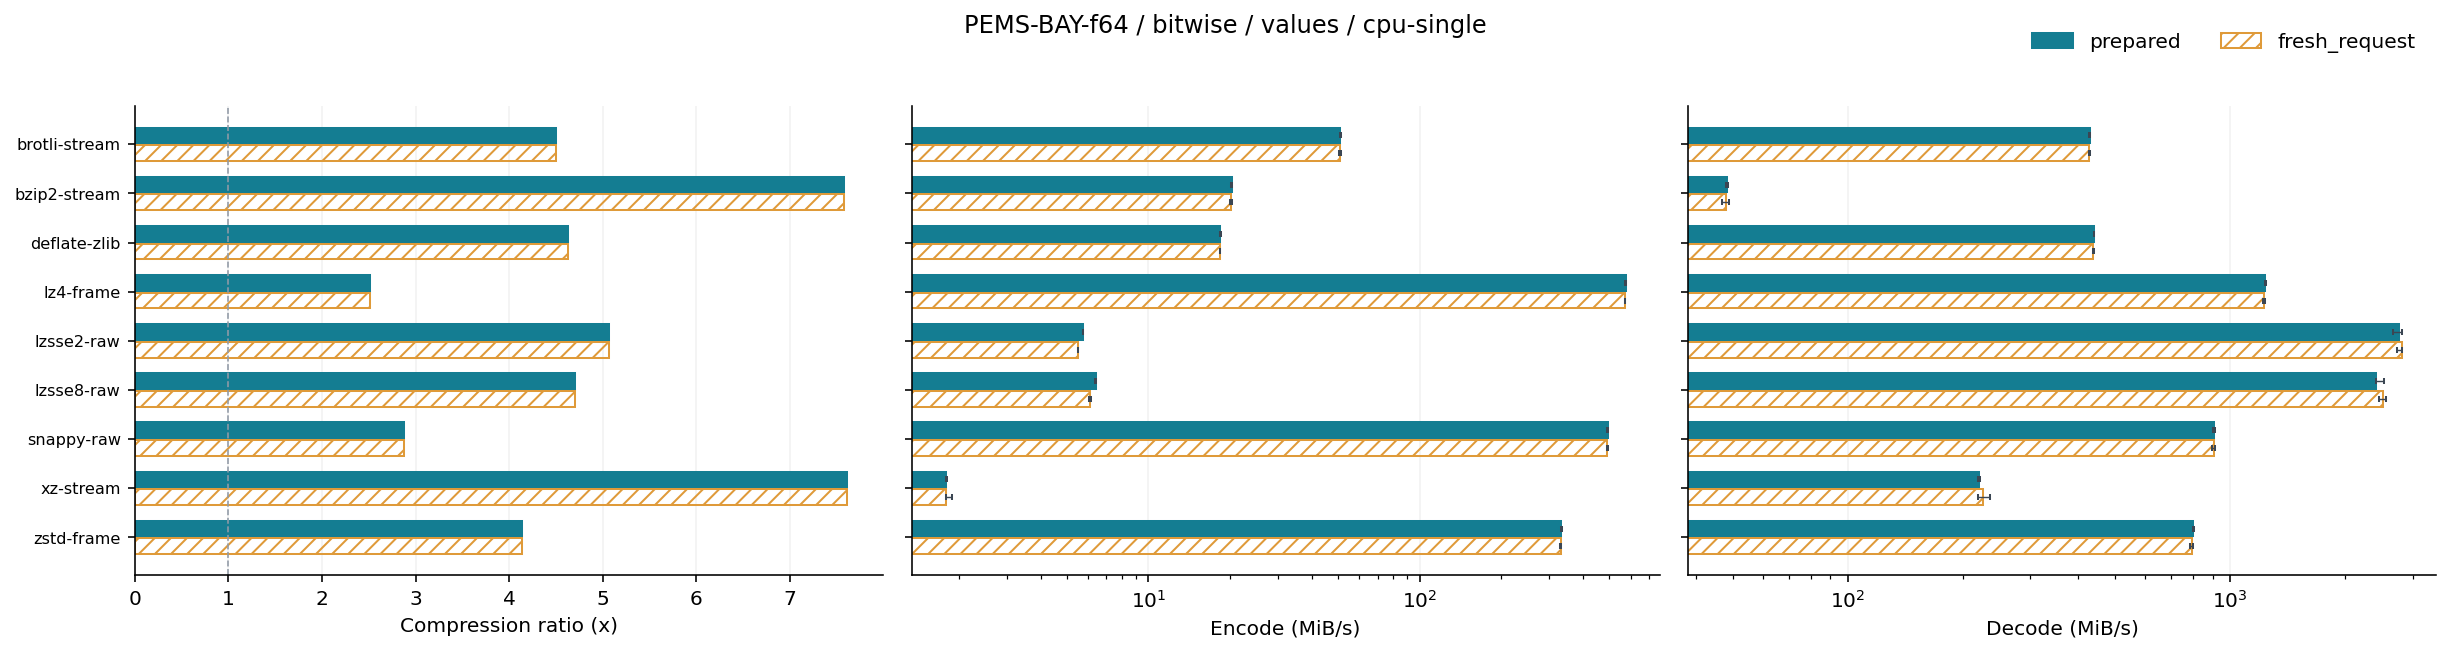 PEMS-BAY-f64 / bitwise / values / cpu-single
prepared
fresh_request
brotli-stream
bzip2-stream
deflate-zlib
lz4-frame
lzsse2-raw
lzsse8-raw
snappy-raw
xz-stream
zstd-frame
0 1 2 3 4 5 6 7
Compression ratio (x)
10¹ 10²
Encode (MiB/s)
10² 10³
Decode (MiB/s)